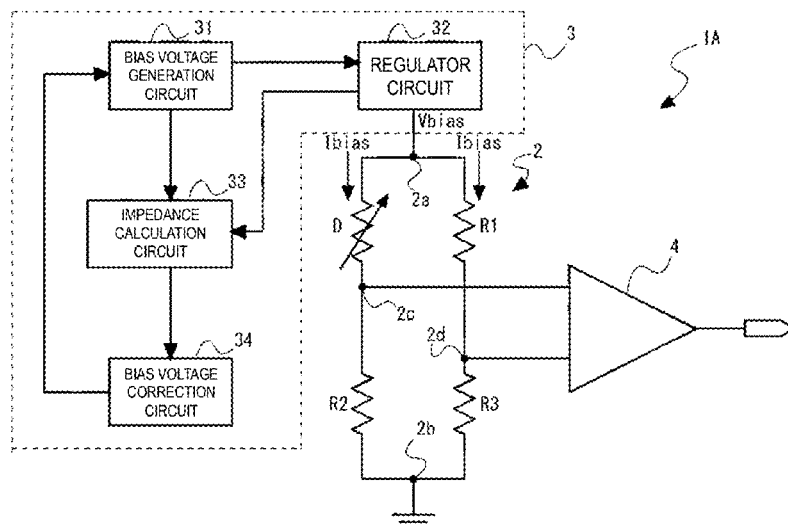 31
BIAS VOLTAGE
GENERATION
CIRCUIT
32
REGULATOR
CIRCUIT
3
1A
Vbias
Ibias
Ibias
2
2a
33
IMPEDANCE
CALCULATION
CIRCUIT
D
R1
4
2c
2d
34
BIAS VOLTAGE
CORRECTION
CIRCUIT
R2
R3
2b